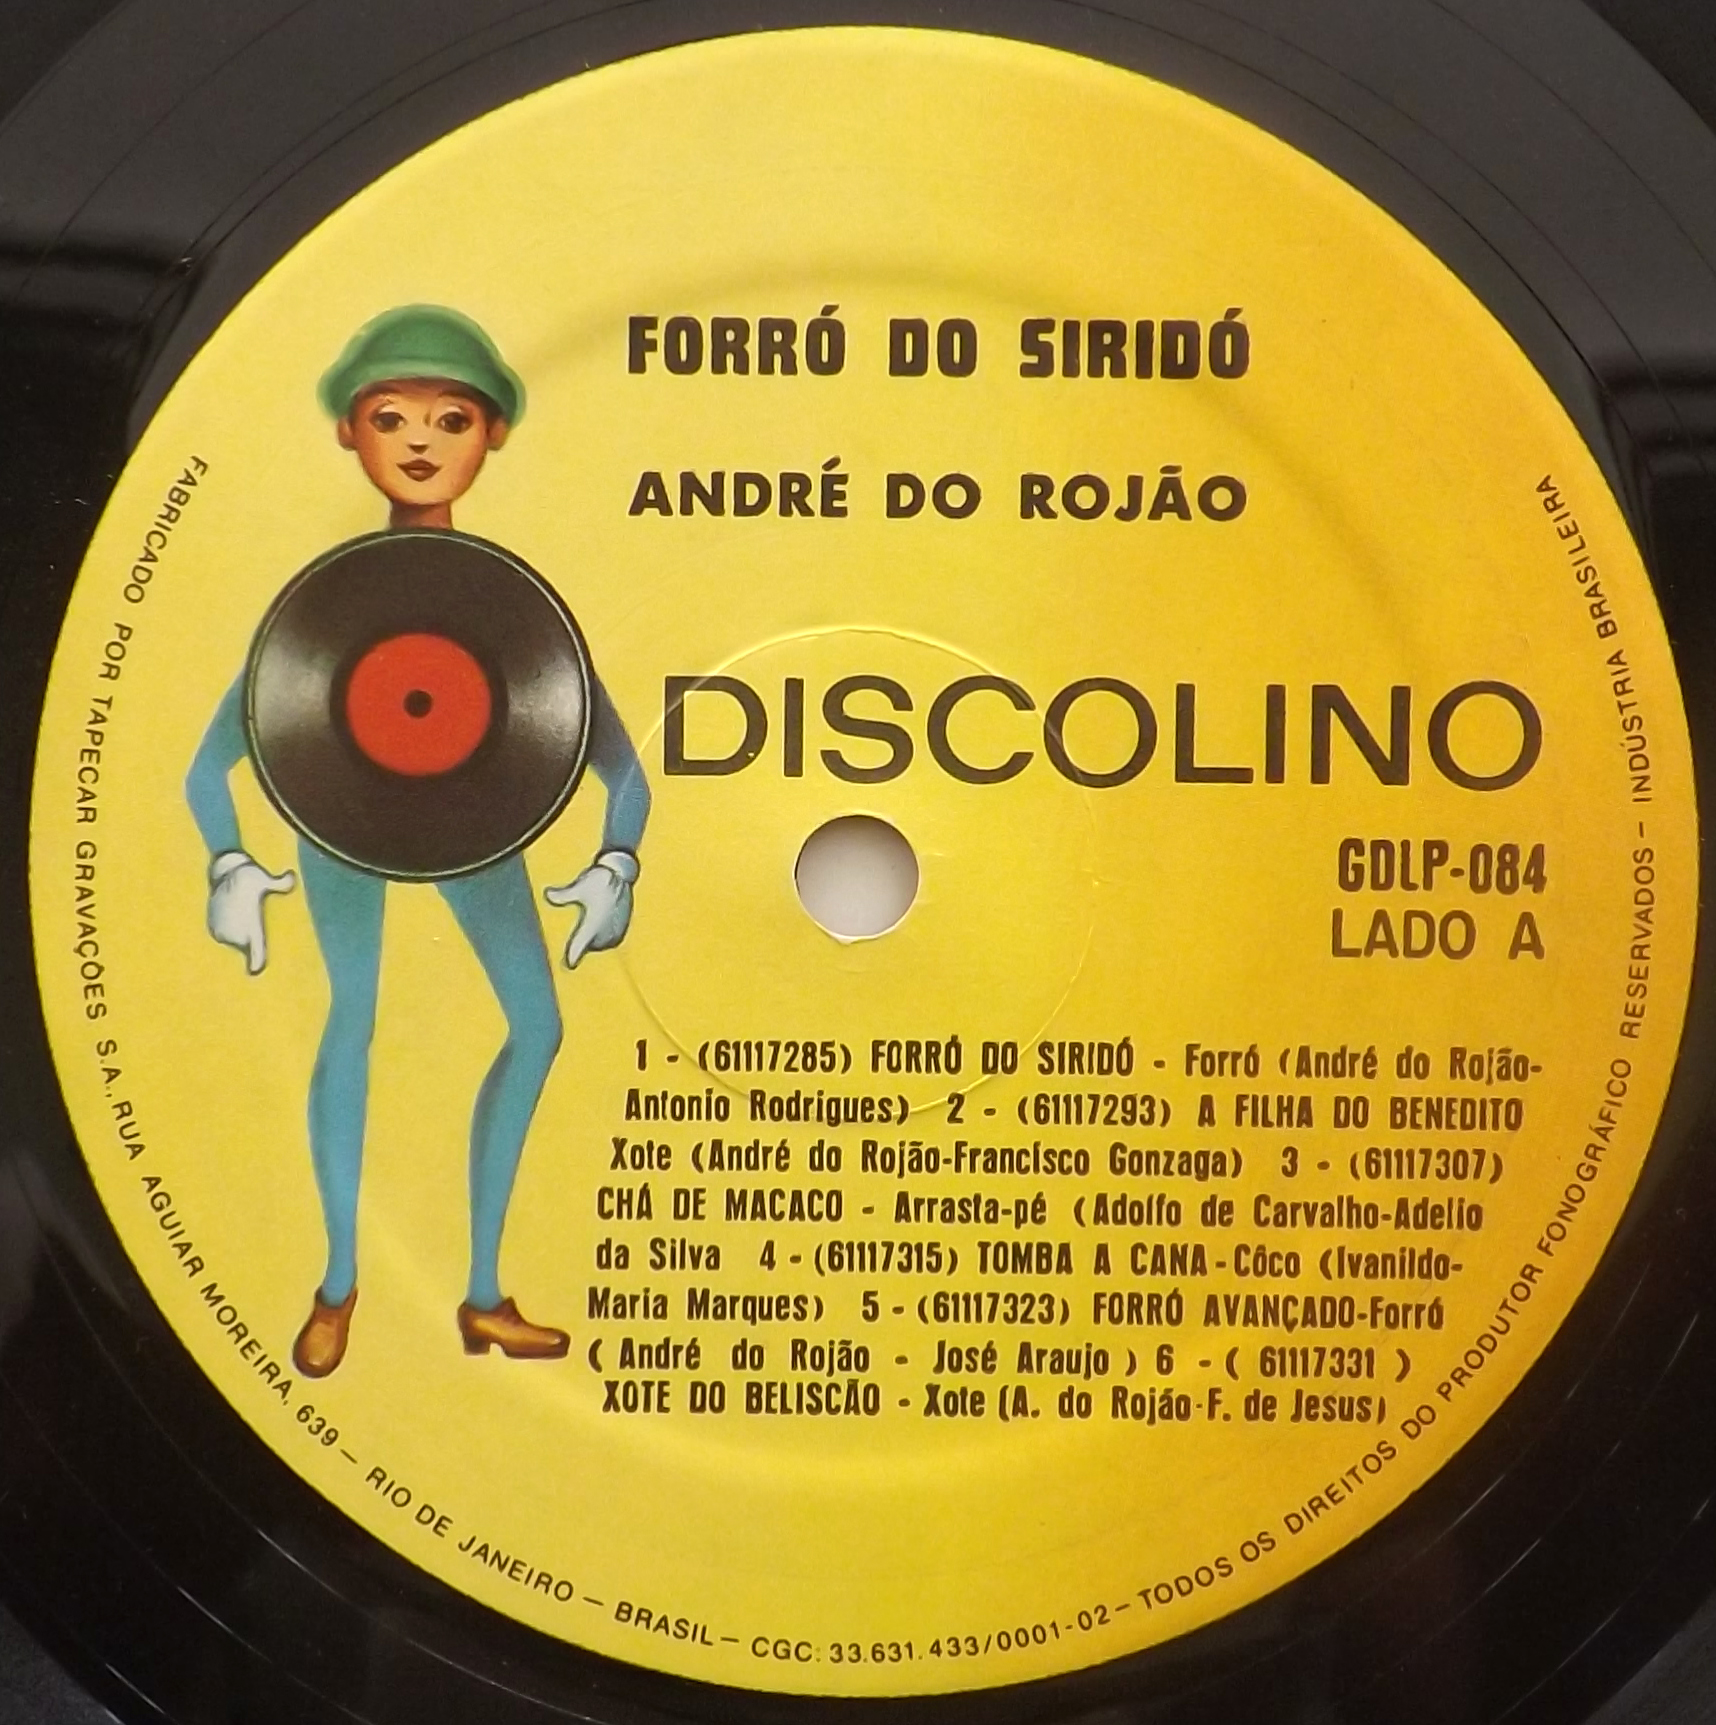 FORRÓ DO SIRIDÓ
ANDRÉ DO ROJÃO
DISCOLINO
GDLP-084
LADO A
1 - (61117285) FORRÓ DO SIRIDÓ - Forró (André do Rojão-
Antonio Rodrigues) 2 - (61117293) A FILHA DO BENEDITO
Xote (André do Rojão-Francisco Gonzaga) 3 - (61117307)
CHÁ DE MACACO - Arrasta-pé (Adolfo de Carvalho-Adelio
da Silva 4 - (61117315) TOMBA A CANA - Côco (Ivanildo-
Maria Marques) 5 - (61117323) FORRÓ AVANÇADO-Forró
( André do Rojão - José Araujo ) 6 - ( 61117331 )
XOTE DO BELISCÃO - Xote (A. do Rojão-F. de Jesus)
FABRICADO POR TAPECAR GRAVAÇÕES S.A., RUA AGUIAR MOREIRA, 639 — RIO DE JANEIRO — BRASIL — CGC: 33.631.433/0001-02 — TODOS OS DIREITOS DO PRODUTOR FONOGRÁFICO RESERVADOS — INDÚSTRIA BRASILEIRA